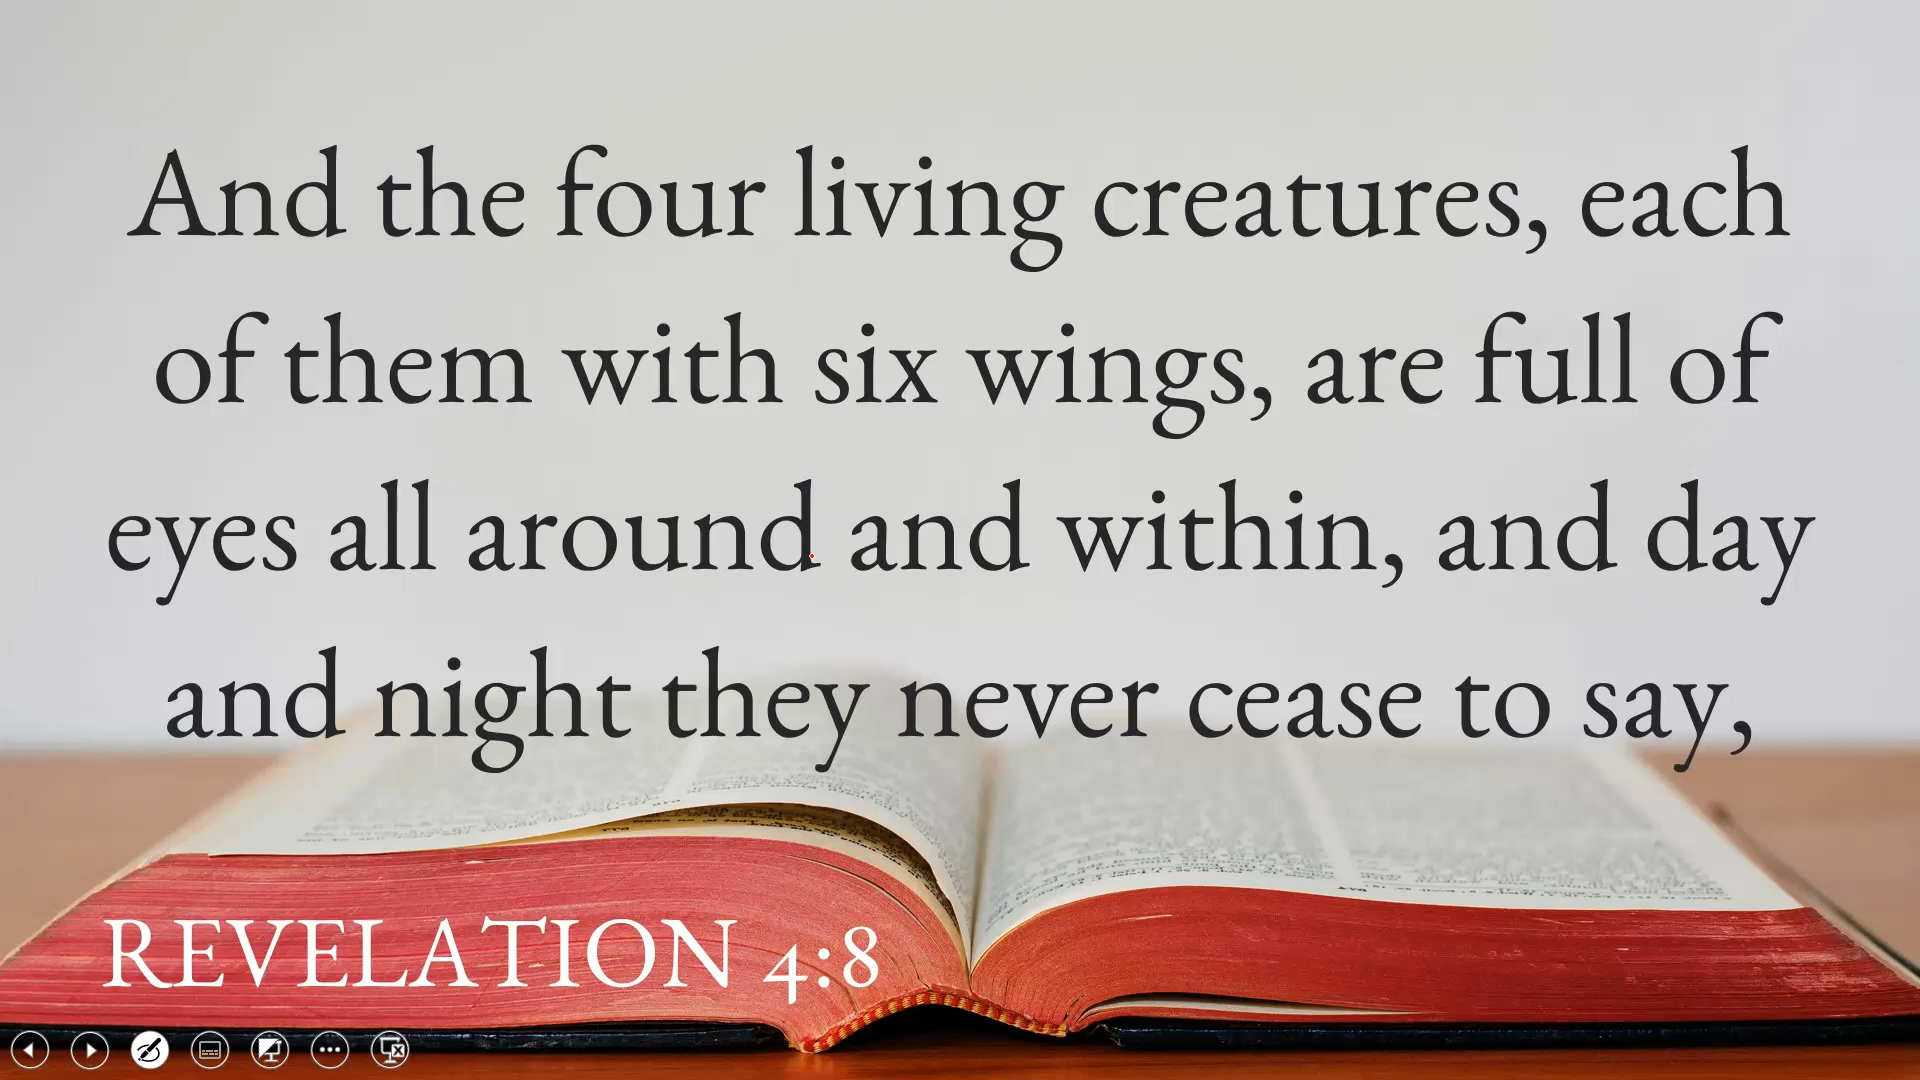 And the four living creatures, each
of them with six wings, are full of
eyes all around and within, and day
and night they never cease to say,
REVELATION 4:8